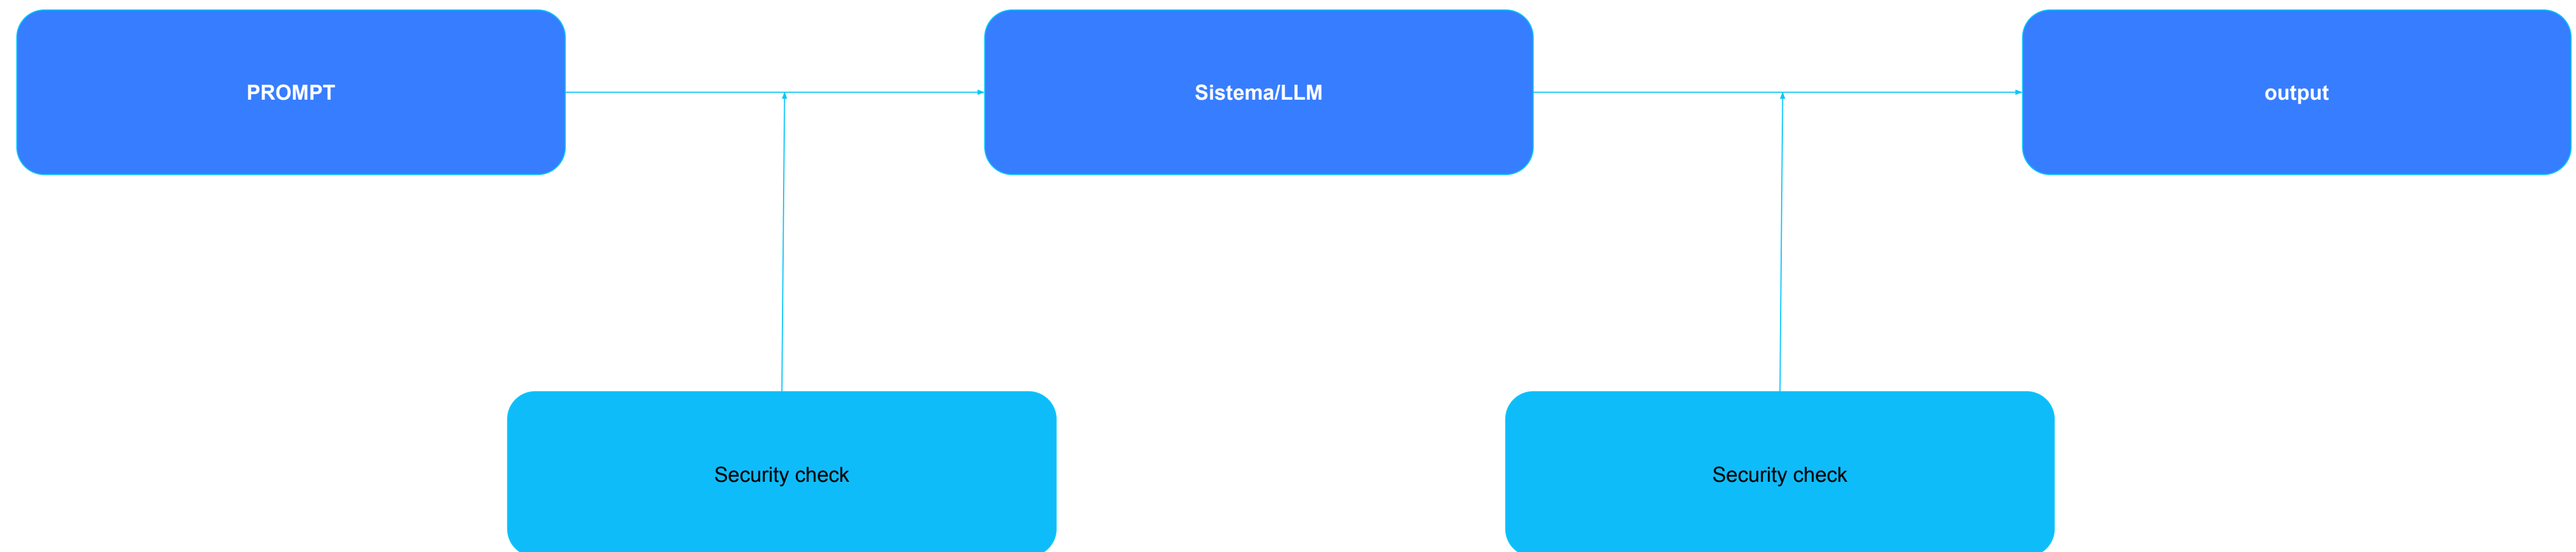 PROMPT
Sistema/LLM
output
Security check
Security check